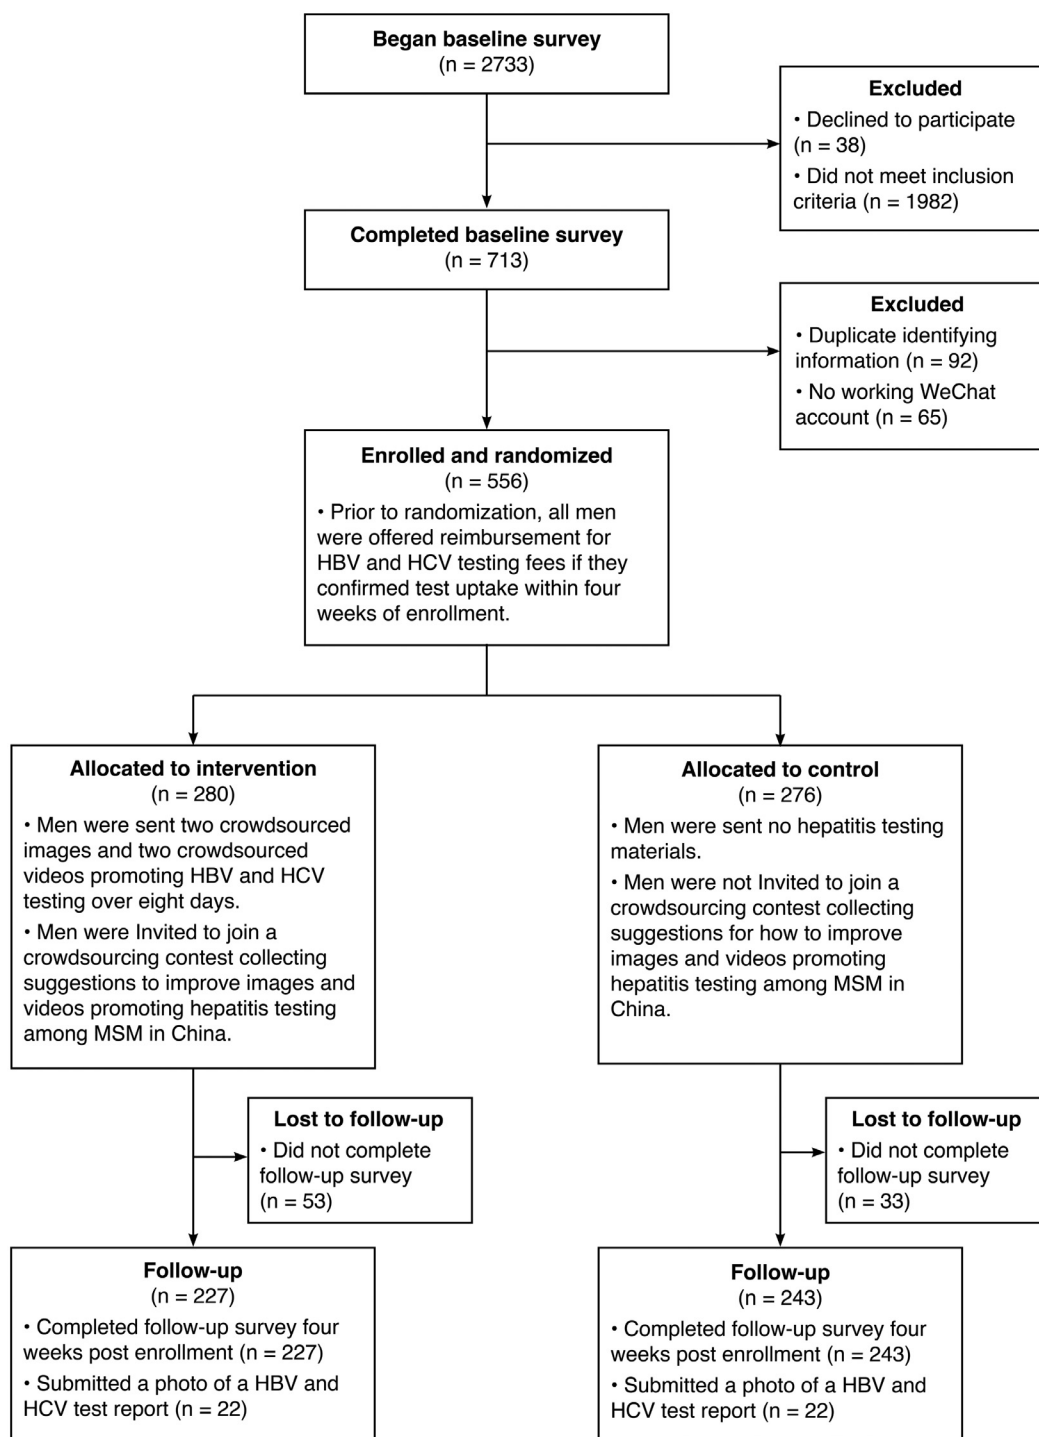 Began baseline survey
(n = 2733)
Excluded
• Declined to participate
(n = 38)
• Did not meet inclusion
criteria (n = 1982)
Completed baseline survey
(n = 713)
Excluded
• Duplicate identifying
information (n = 92)
• No working WeChat
account (n = 65)
Enrolled and randomized
(n = 556)
• Prior to randomization, all men
were offered reimbursement for
HBV and HCV testing fees if they
confirmed test uptake within four
weeks of enrollment.
Allocated to intervention
(n = 280)
• Men were sent two crowdsourced
images and two crowdsourced
videos promoting HBV and HCV
testing over eight days.
• Men were Invited to join a
crowdsourcing contest collecting
suggestions to improve images and
videos promoting hepatitis testing
among MSM in China.
Allocated to control
(n = 276)
• Men were sent no hepatitis testing
materials.
• Men were not Invited to join a
crowdsourcing contest collecting
suggestions for how to improve
images and videos promoting
hepatitis testing among MSM in
China.
Lost to follow-up
• Did not complete
follow-up survey
(n = 53)
Lost to follow-up
• Did not complete
follow-up survey
(n = 33)
Follow-up
(n = 227)
• Completed follow-up survey four
weeks post enrollment (n = 227)
• Submitted a photo of a HBV and
HCV test report (n = 22)
Follow-up
(n = 243)
• Completed follow-up survey four
weeks post enrollment (n = 243)
• Submitted a photo of a HBV and
HCV test report (n = 22)